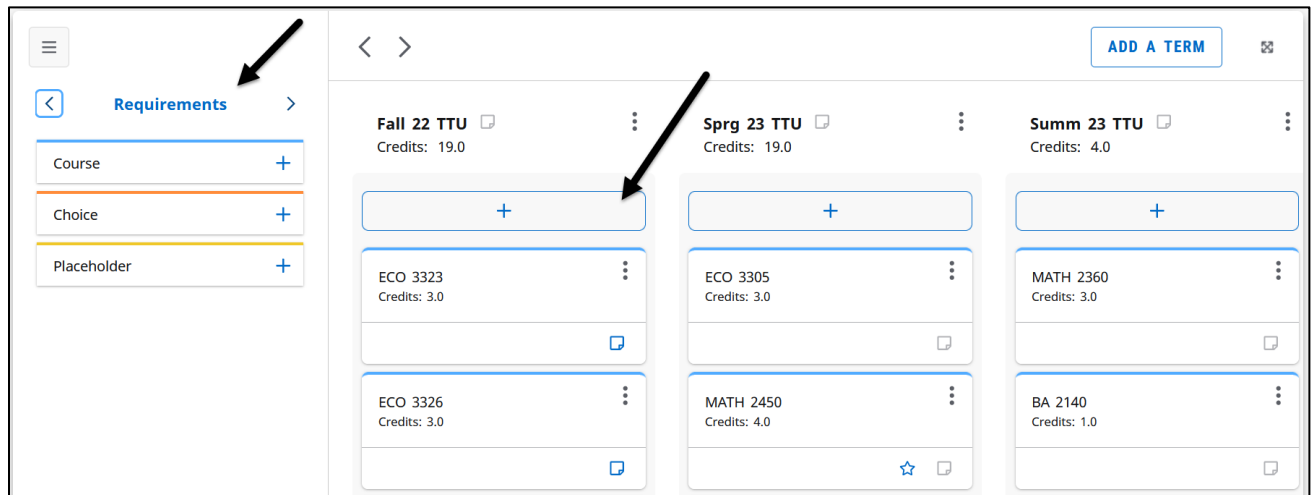 ADD A TERM
Requirements
Course
Choice
Placeholder
Fall 22 TTU
Credits: 19.0
ECO 3323
Credits: 3.0
ECO 3326
Credits: 3.0
Sprg 23 TTU
Credits: 19.0
ECO 3305
Credits: 3.0
MATH 2450
Credits: 4.0
Summ 23 TTU
Credits: 4.0
MATH 2360
Credits: 3.0
BA 2140
Credits: 1.0